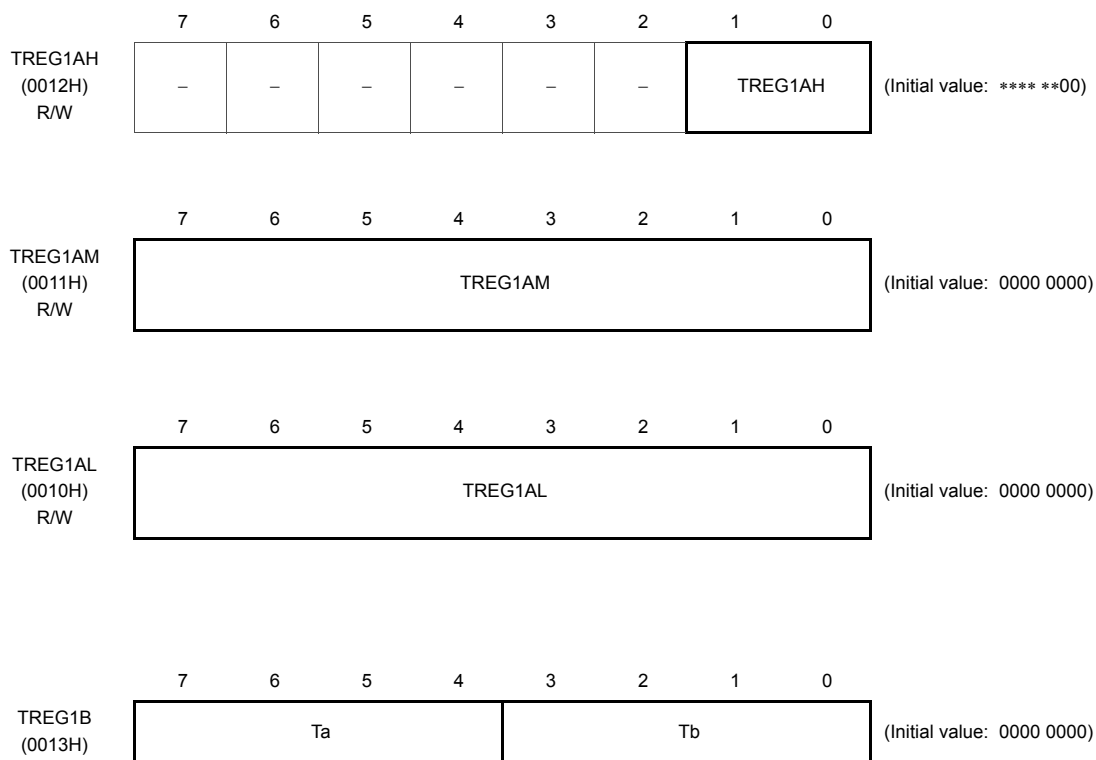 7 6 5 4 3 2 1 0
TREG1AH
(0012H)
R/W
– – – – – – TREG1AH (Initial value: **** **00)
7 6 5 4 3 2 1 0
TREG1AM
(0011H)
R/W
TREG1AM (Initial value: 0000 0000)
7 6 5 4 3 2 1 0
TREG1AL
(0010H)
R/W
TREG1AL (Initial value: 0000 0000)
7 6 5 4 3 2 1 0
TREG1B
(0013H)
Ta Tb (Initial value: 0000 0000)